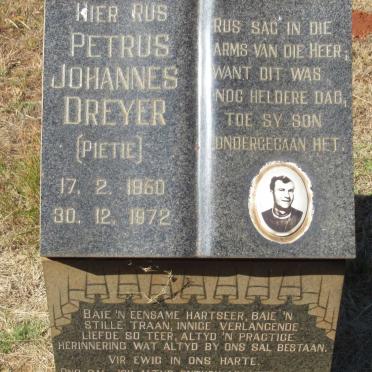 HIER RUS
PETRUS
JOHANNES
DREYER
(PIETIE)
17. 2. 1960
30. 12. 1972
RUS SAG IN DIE
ARMS VAN DIE HEER;
WANT DIT WAS
NOG HELDERE DAG,
TOE SY SON
ONDERGEGAAN HET.
BAIE 'N EENSAME HARTSEER, BAIE 'N
STILLE TRAAN, INNIGE VERLANGENDE
LIEFDE SO TEER, ALTYD 'N PRAGTIGE
HERINNERING WAT ALTYD BY ONS SAL BESTAAN.
VIR EWIG IN ONS HARTE.